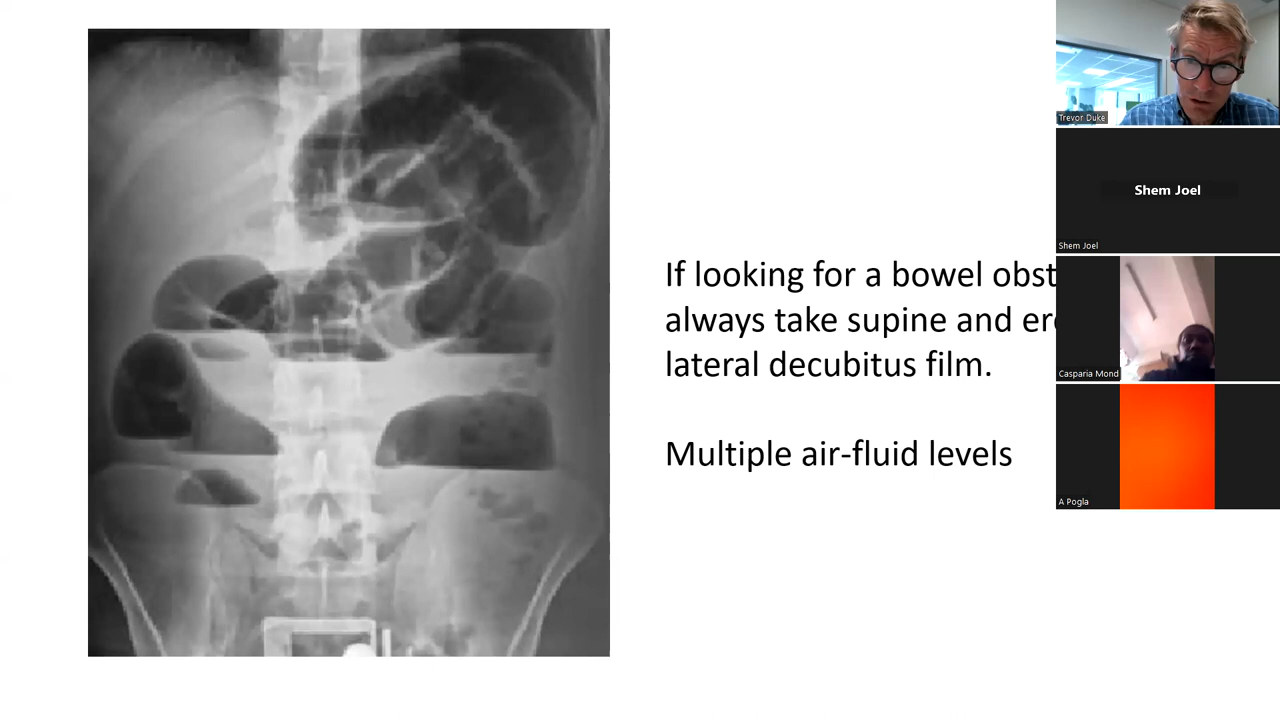 If looking for a bowel obst
always take supine and ere
lateral decubitus film.
Multiple air-fluid levels
Trevor Duke
Shem Joel
Shem Joel
Casparia Mond
A Pogla